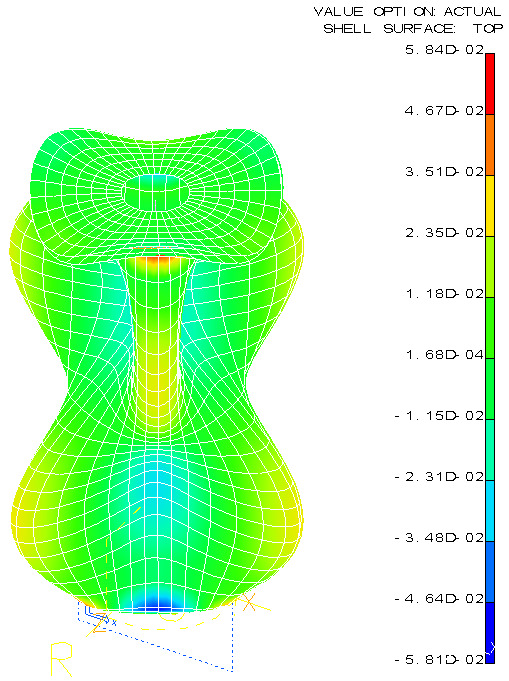 VALUE OPTION: ACTUAL
SHELL SURFACE: TOP
5.84D-02
4.67D-02
3.51D-02
2.35D-02
1.18D-02
1.68D-04
-1.15D-02
-2.31D-02
-3.48D-02
-4.64D-02
-5.81D-02
X
R